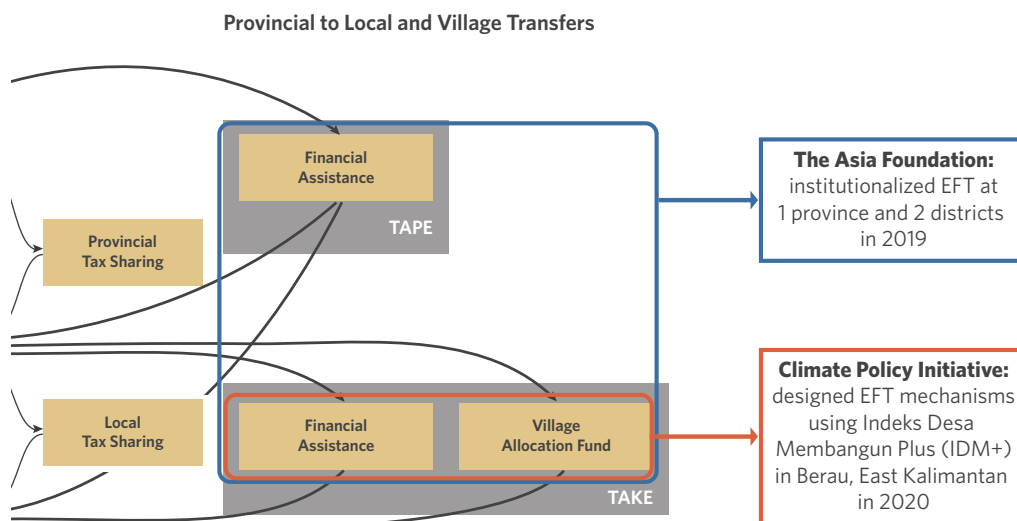 Provincial to Local and Village Transfers
Financial
Assistance
TAPE
Provincial
Tax Sharing
The Asia Foundation:
institutionalized EFT at
1 province and 2 districts
in 2019
Local
Tax Sharing
Financial
Assistance
Village
Allocation Fund
TAKE
Climate Policy Initiative:
designed EFT mechanisms
using Indeks Desa
Membangun Plus (IDM+)
in Berau, East Kalimantan
in 2020